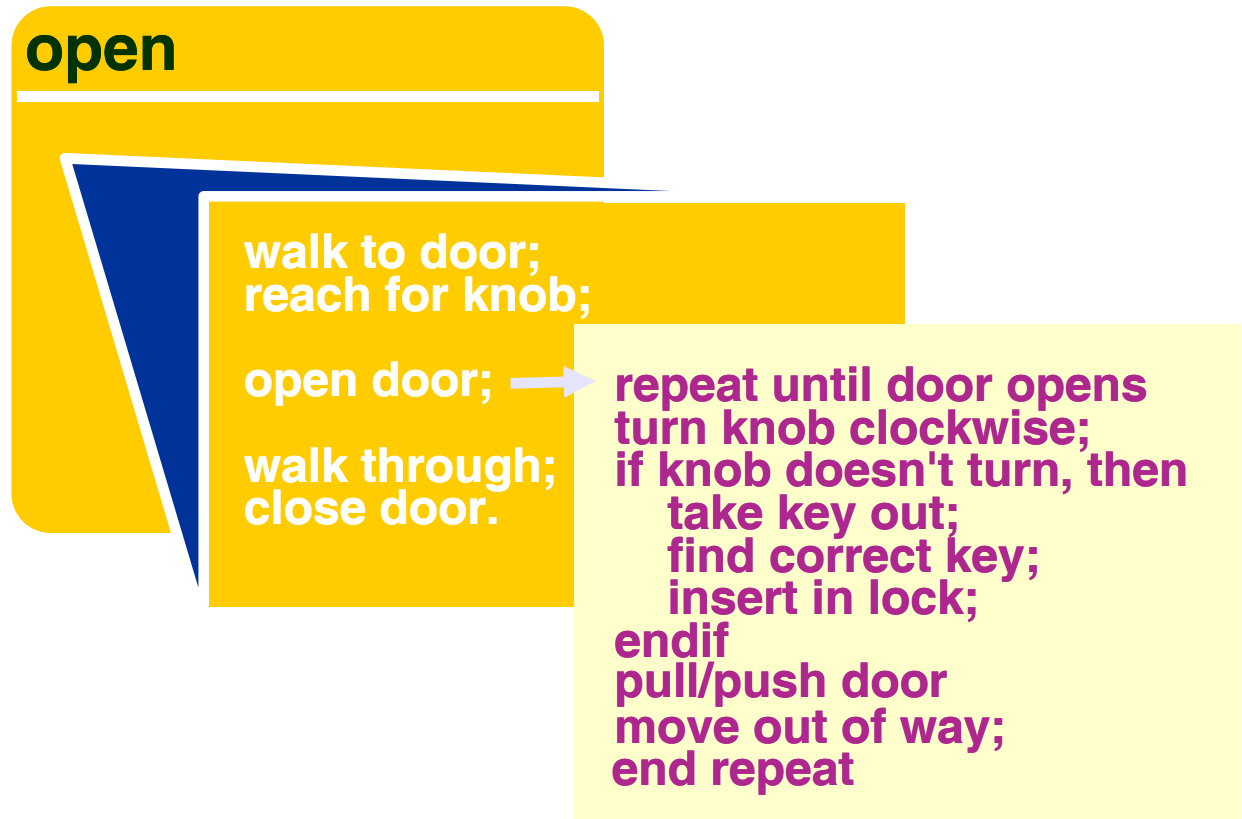 open
walk to door;
reach for knob;
open door;
walk through;
close door.
repeat until door opens
turn knob clockwise;
if knob doesn't turn, then
take key out;
find correct key;
insert in lock;
endif
pull/push door
move out of way;
end repeat